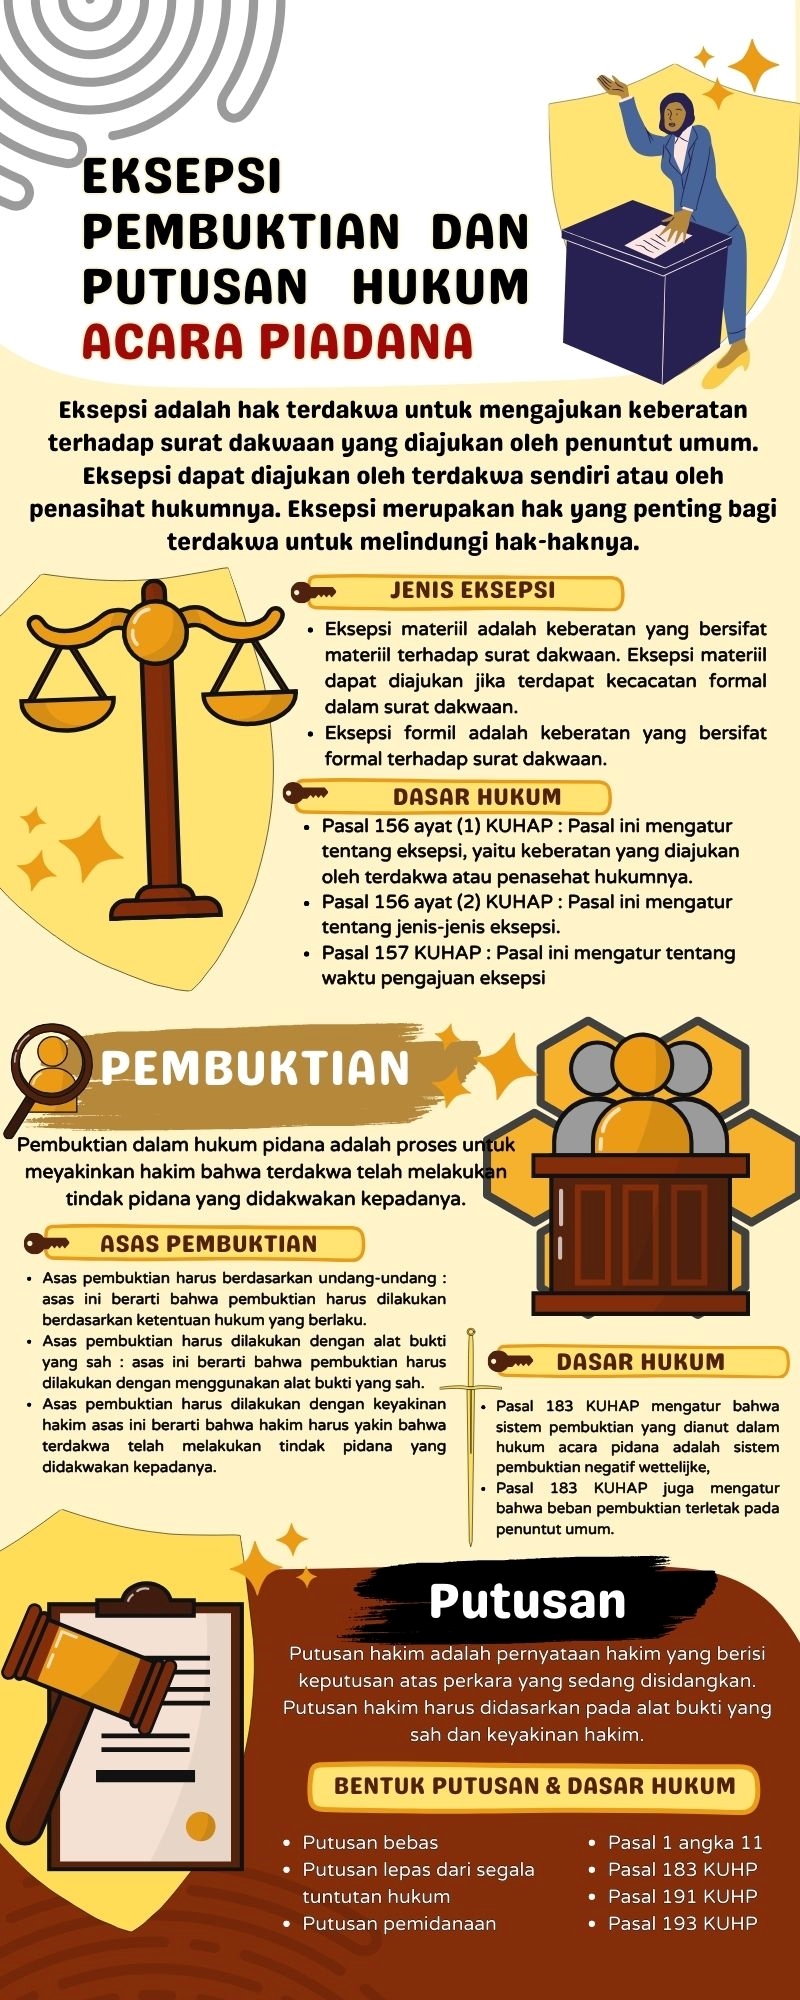 EKSEPSI
PEMBUKTIAN DAN
PUTUSAN HUKUM
ACARA PIADANA
Eksepsi adalah hak terdakwa untuk mengajukan keberatan
terhadap surat dakwaan yang diajukan oleh penuntut umum.
Eksepsi dapat diajukan oleh terdakwa sendiri atau oleh
penasihat hukumnya. Eksepsi merupakan hak yang penting bagi
terdakwa untuk melindungi hak-haknya.
JENIS EKSEPSI
• Eksepsi materiil adalah keberatan yang bersifat
materiil terhadap surat dakwaan. Eksepsi materiil
dapat diajukan jika terdapat kecacatan formal
dalam surat dakwaan.
• Eksepsi formil adalah keberatan yang bersifat
formal terhadap surat dakwaan.
DASAR HUKUM
• Pasal 156 ayat (1) KUHAP : Pasal ini mengatur
tentang eksepsi, yaitu keberatan yang diajukan
oleh terdakwa atau penasehat hukumnya.
• Pasal 156 ayat (2) KUHAP : Pasal ini mengatur
tentang jenis-jenis eksepsi.
• Pasal 157 KUHAP : Pasal ini mengatur tentang
waktu pengajuan eksepsi
PEMBUKTIAN
Pembuktian dalam hukum pidana adalah proses untuk
meyakinkan hakim bahwa terdakwa telah melakukan
tindak pidana yang didakwakan kepadanya.
ASAS PEMBUKTIAN
• Asas pembuktian harus berdasarkan undang-undang :
asas ini berarti bahwa pembuktian harus dilakukan
berdasarkan ketentuan hukum yang berlaku.
• Asas pembuktian harus dilakukan dengan alat bukti
yang sah : asas ini berarti bahwa pembuktian harus
dilakukan dengan menggunakan alat bukti yang sah.
• Asas pembuktian harus dilakukan dengan keyakinan
hakim asas ini berarti bahwa hakim harus yakin bahwa
terdakwa telah melakukan tindak pidana yang
didakwakan kepadanya.
DASAR HUKUM
• Pasal 183 KUHAP mengatur bahwa
sistem pembuktian yang dianut dalam
hukum acara pidana adalah sistem
pembuktian negatif wettelijke,
• Pasal 183 KUHAP juga mengatur
bahwa beban pembuktian terletak pada
penuntut umum.
Putusan
Putusan hakim adalah pernyataan hakim yang berisi
keputusan atas perkara yang sedang disidangkan.
Putusan hakim harus didasarkan pada alat bukti yang
sah dan keyakinan hakim.
BENTUK PUTUSAN & DASAR HUKUM
• Putusan bebas
• Putusan lepas dari segala
tuntutan hukum
• Putusan pemidanaan
• Pasal 1 angka 11
• Pasal 183 KUHP
• Pasal 191 KUHP
• Pasal 193 KUHP